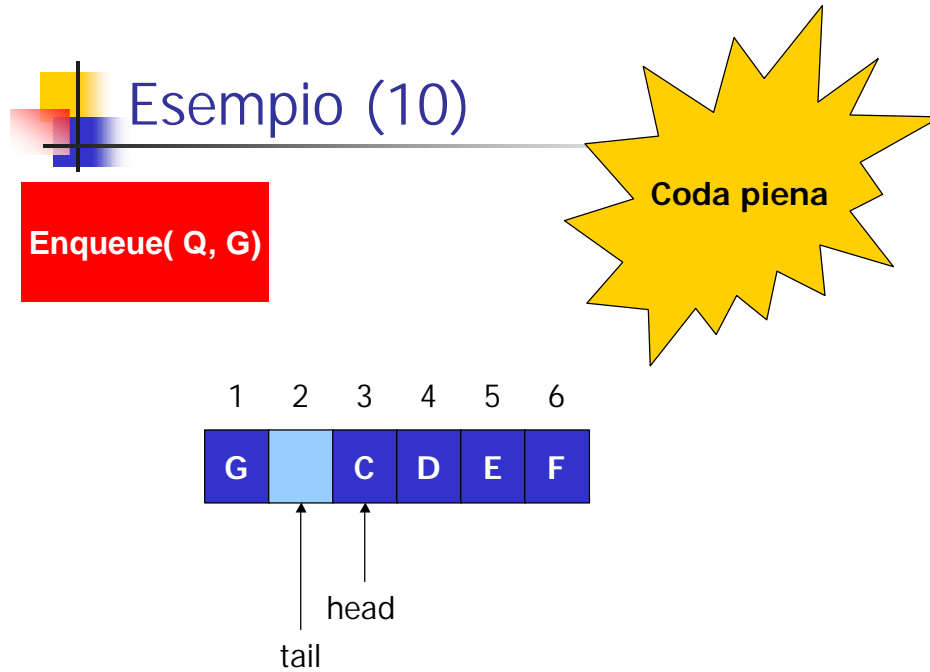 Esempio (10)
Coda piena
Enqueue( Q, G)
1 2 3 4 5 6
G C D E F
head
tail